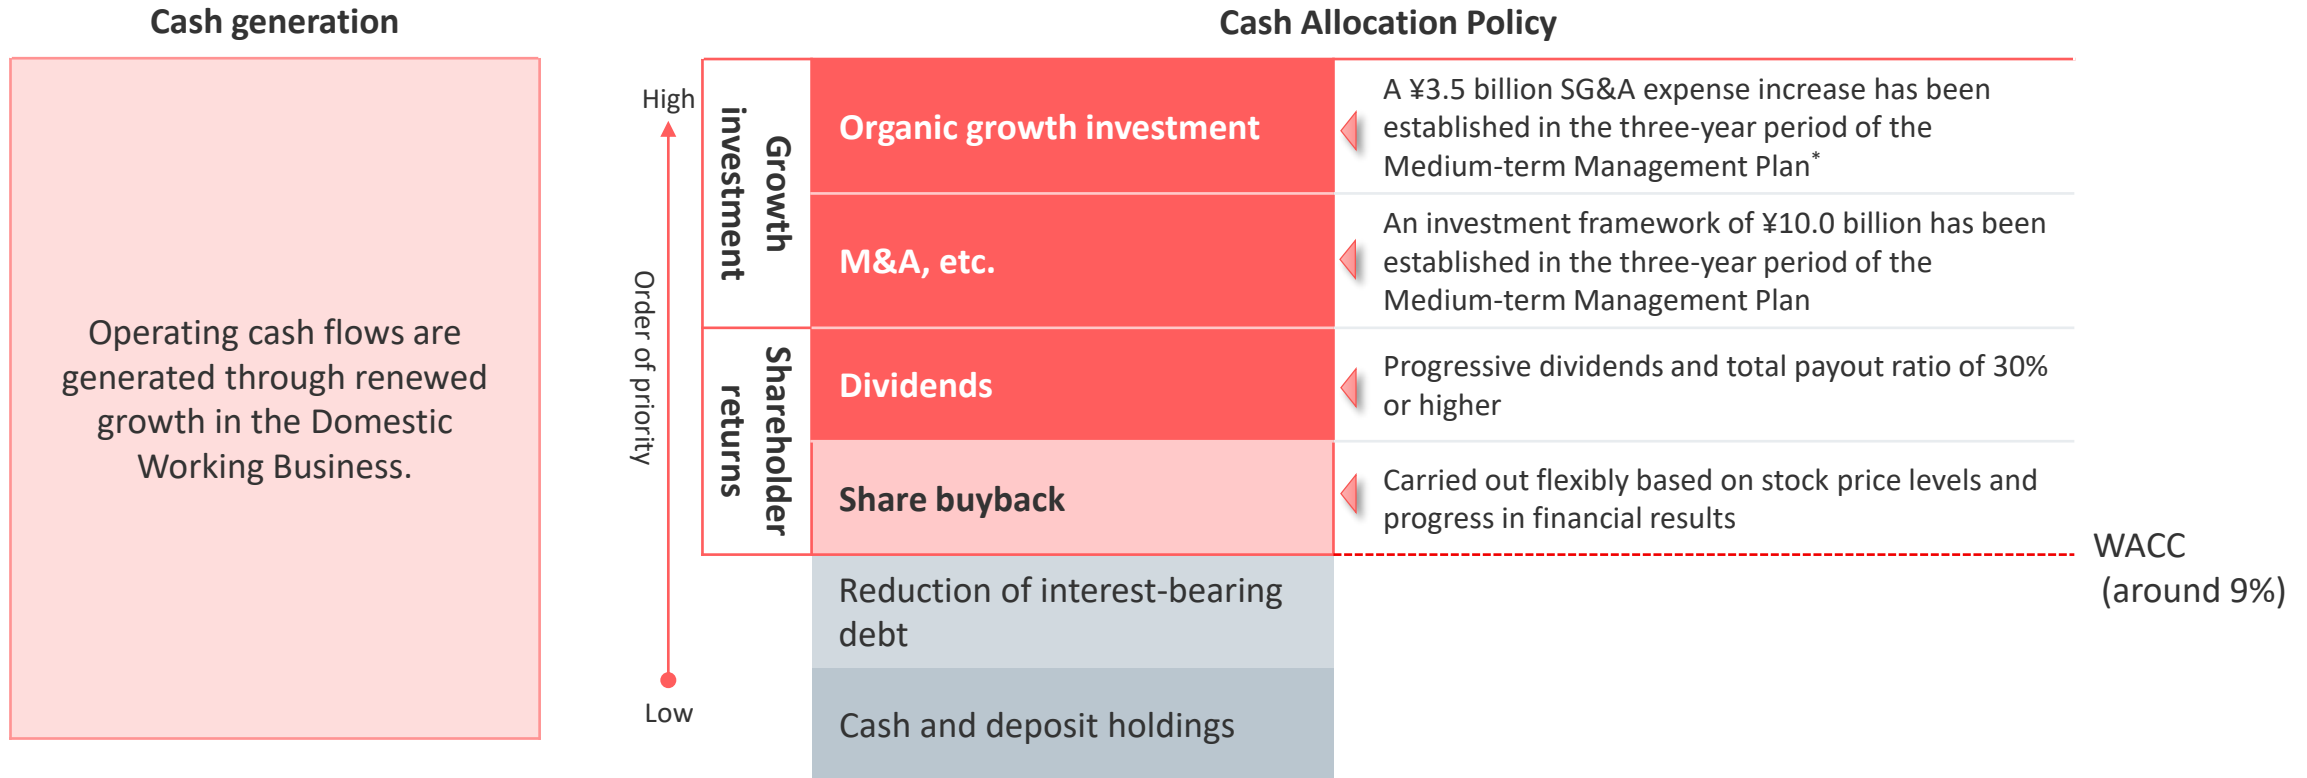 Cash generation
Operating cash flows are
generated through renewed
growth in the Domestic
Working Business.
Cash Allocation Policy
High
Order of priority
Low
Growth
investment
Organic growth investment
A ¥3.5 billion SG&A expense increase has been
established in the three-year period of the
Medium-term Management Plan*
M&A, etc.
An investment framework of ¥10.0 billion has been
established in the three-year period of the
Medium-term Management Plan
Shareholder
returns
Dividends
Progressive dividends and total payout ratio of 30%
or higher
Share buyback
Carried out flexibly based on stock price levels and
progress in financial results
WACC
(around 9%)
Reduction of interest-bearing
debt
Cash and deposit holdings